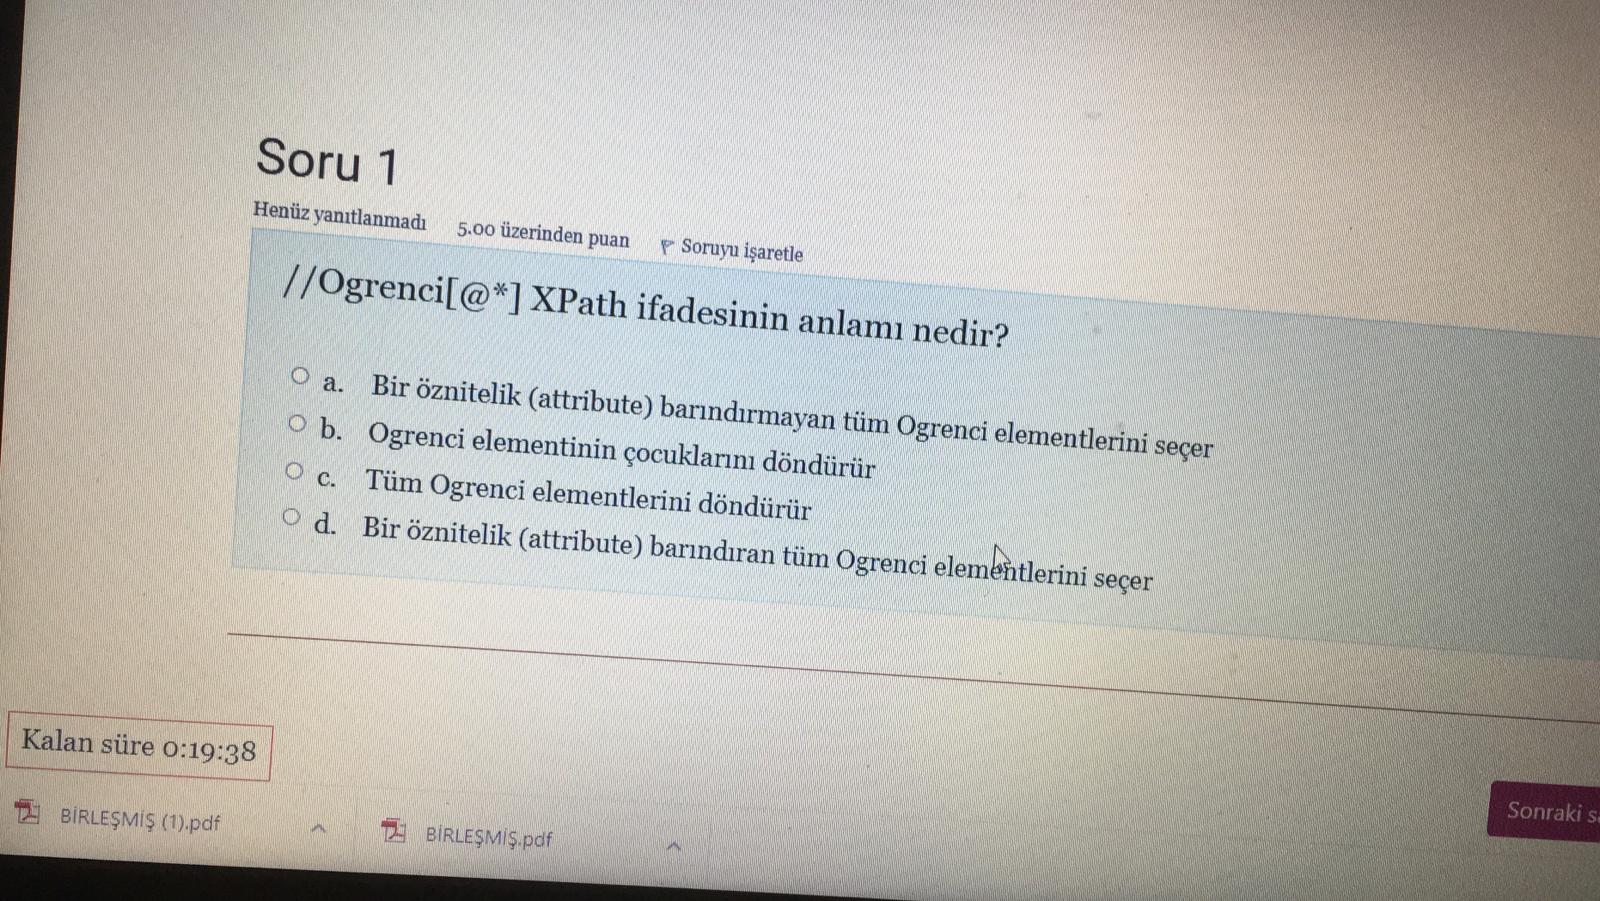 Soru 1
Henüz yanıtlanmadı 5.00 üzerinden puan Soruyu işaretle
//Ogrenci[@*] XPath ifadesinin anlamı nedir?
a. Bir öznitelik (attribute) barındırmayan tüm Ogrenci elementlerini seçer
b. Ogrenci elementinin çocuklarını döndürür
c. Tüm Ogrenci elementlerini döndürür
d. Bir öznitelik (attribute) barındıran tüm Ogrenci elementlerini seçer
Kalan süre 0:19:38
Sonraki
BİRLEŞMİŞ (1).pdf BİRLEŞMİŞ.pdf